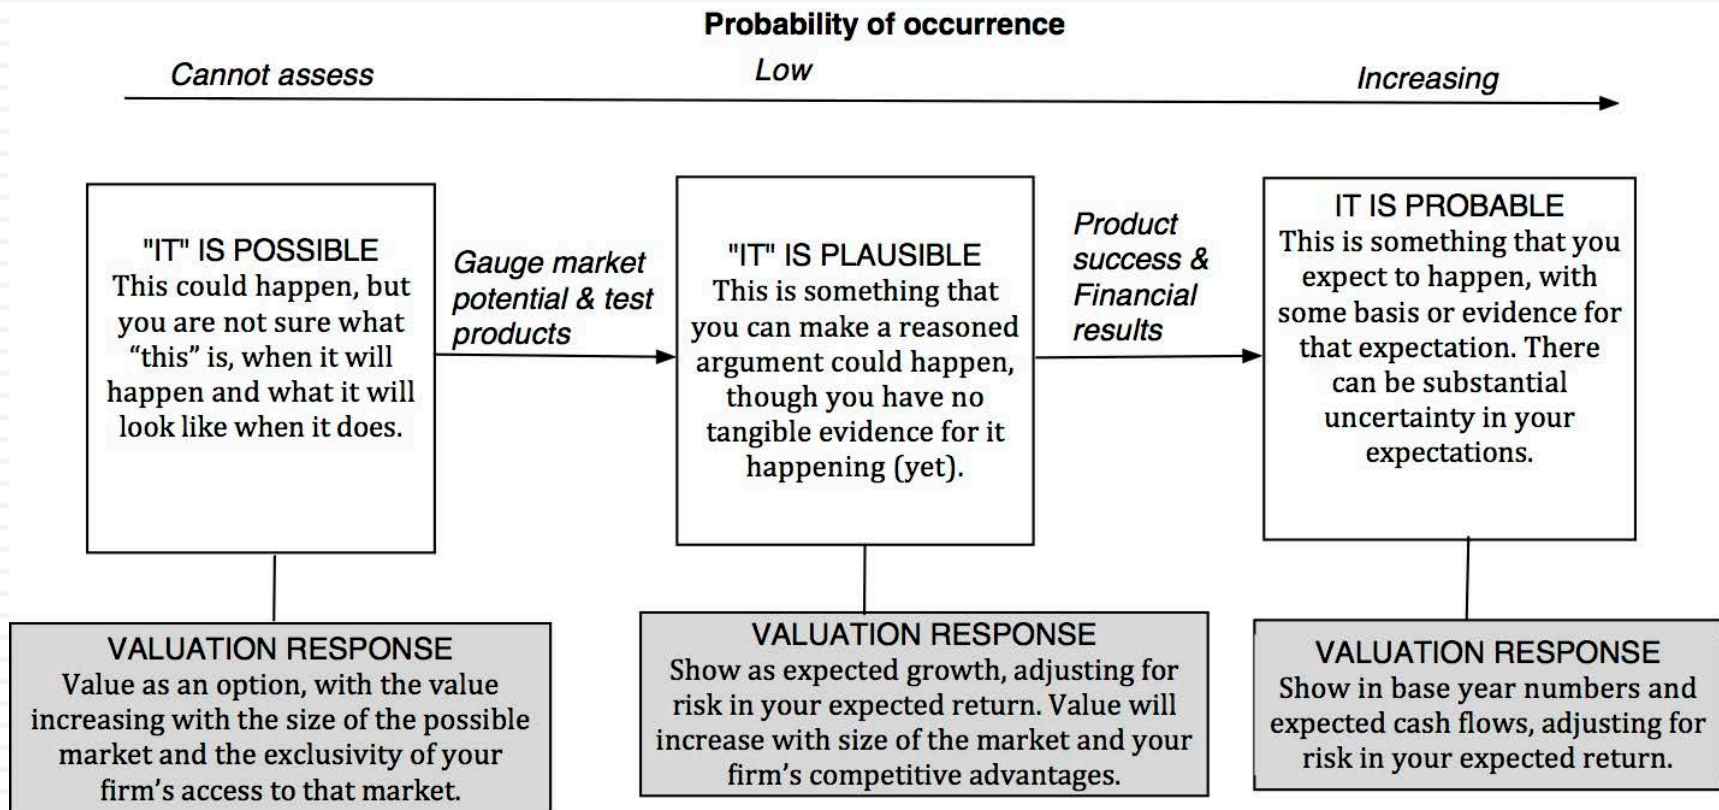 Probability of occurrence
Cannot assess
Low
Increasing
"IT" IS POSSIBLE
This could happen, but
you are not sure what
“this” is, when it will
happen and what it will
look like when it does.
Gauge market
potential & test
products
"IT" IS PLAUSIBLE
This is something that
you can make a reasoned
argument could happen,
though you have no
tangible evidence for it
happening (yet).
Product
success &
Financial
results
IT IS PROBABLE
This is something that you
expect to happen, with
some basis or evidence for
that expectation. There
can be substantial
uncertainty in your
expectations.
VALUATION RESPONSE
Value as an option, with the value
increasing with the size of the possible
market and the exclusivity of your
firm’s access to that market.
VALUATION RESPONSE
Show as expected growth, adjusting for
risk in your expected return. Value will
increase with size of the market and your
firm’s competitive advantages.
VALUATION RESPONSE
Show in base year numbers and
expected cash flows, adjusting for
risk in your expected return.